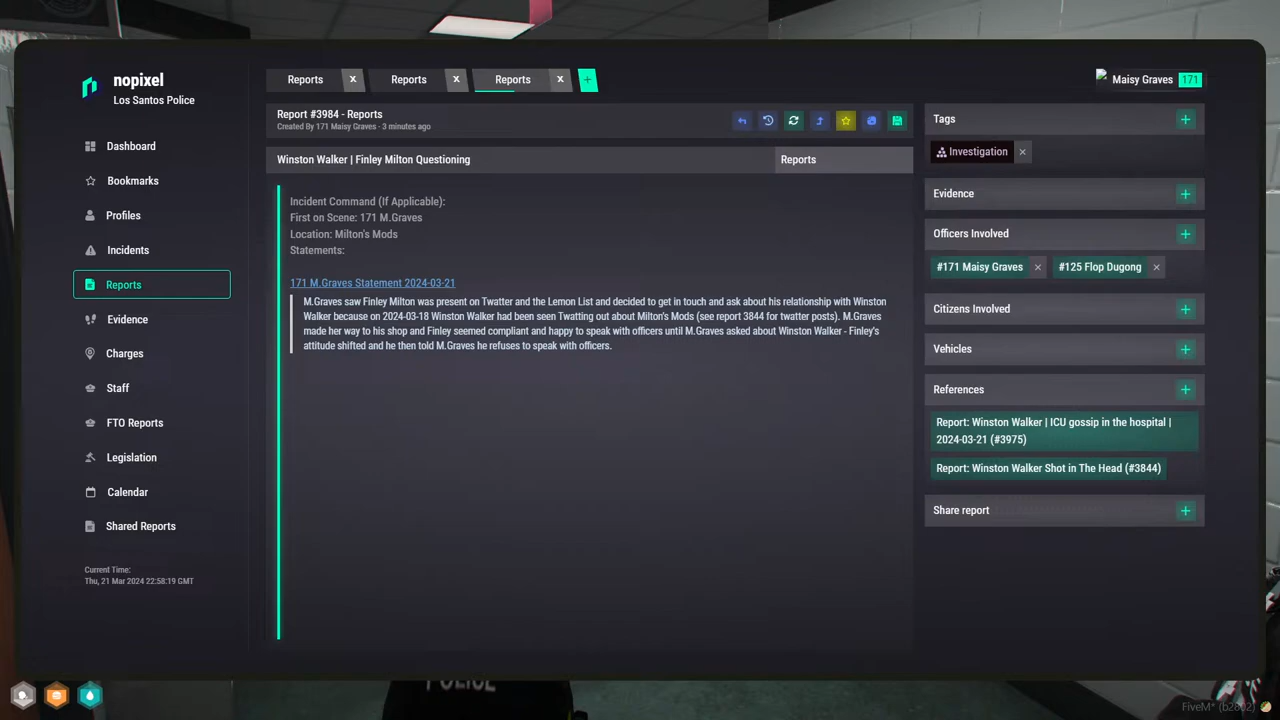 nopixel
Los Santos Police
Reports x
Reports x
Reports x
+
Maisy Graves 171
Dashboard
Bookmarks
Profiles
Incidents
Reports
Evidence
Charges
Staff
FTO Reports
Legislation
Calendar
Shared Reports
Current Time:
Thu, 21 Mar 2024 22:58:19 GMT
Report #3984 - Reports
Created By 171 Maisy Graves · 3 minutes ago
Winston Walker | Finley Milton Questioning
Reports
Incident Command (If Applicable):
First on Scene: 171 M.Graves
Location: Milton's Mods
Statements:
171 M.Graves Statement 2024-03-21
M.Graves saw Finley Milton was present on Twatter and the Lemon List and decided to get in touch and ask about his relationship with Winston
Walker because on 2024-03-18 Winston Walker had been seen Twatting out about Milton's Mods (see report 3844 for twatter posts). M.Graves
made her way to his shop and Finley seemed compliant and happy to speak with officers until M.Graves asked about Winston Walker - Finley's
attitude shifted and he then told M.Graves he refuses to speak with officers.
Tags +
Investigation ×
Evidence +
Officers Involved +
#171 Maisy Graves × #125 Flop Dugong ×
Citizens Involved +
Vehicles +
References +
Report: Winston Walker | ICU gossip in the hospital |
2024-03-21 (#3975)
Report: Winston Walker Shot in The Head (#3844)
Share report +
POLICE
FiveM* (b2802)